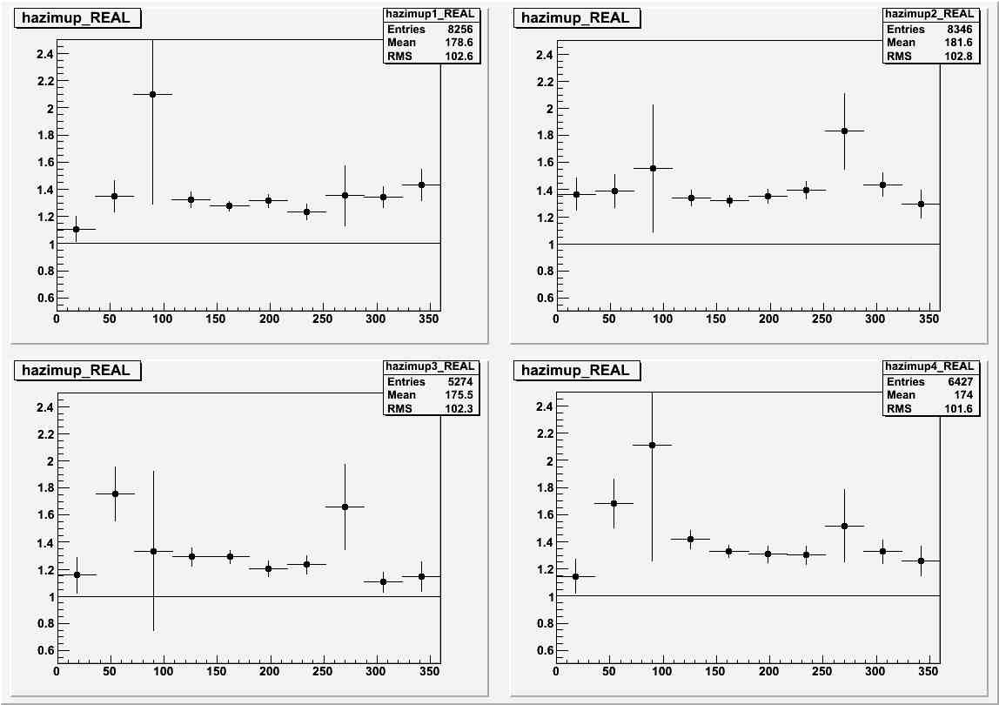 hazimup_REAL
hazimup1_REAL
Entries 8256
Mean 178.6
RMS 102.6
2.4
2.2
2
1.8
1.6
1.4
1.2
1
0.8
0.6
0 50 100 150 200 250 300 350
hazimup_REAL
hazimup2_REAL
Entries 8346
Mean 181.6
RMS 102.8
2.4
2.2
2
1.8
1.6
1.4
1.2
1
0.8
0.6
0 50 100 150 200 250 300 350
hazimup_REAL
hazimup3_REAL
Entries 5274
Mean 175.5
RMS 102.3
2.4
2.2
2
1.8
1.6
1.4
1.2
1
0.8
0.6
0 50 100 150 200 250 300 350
hazimup_REAL
hazimup4_REAL
Entries 6427
Mean 174
RMS 101.6
2.4
2.2
2
1.8
1.6
1.4
1.2
1
0.8
0.6
0 50 100 150 200 250 300 350